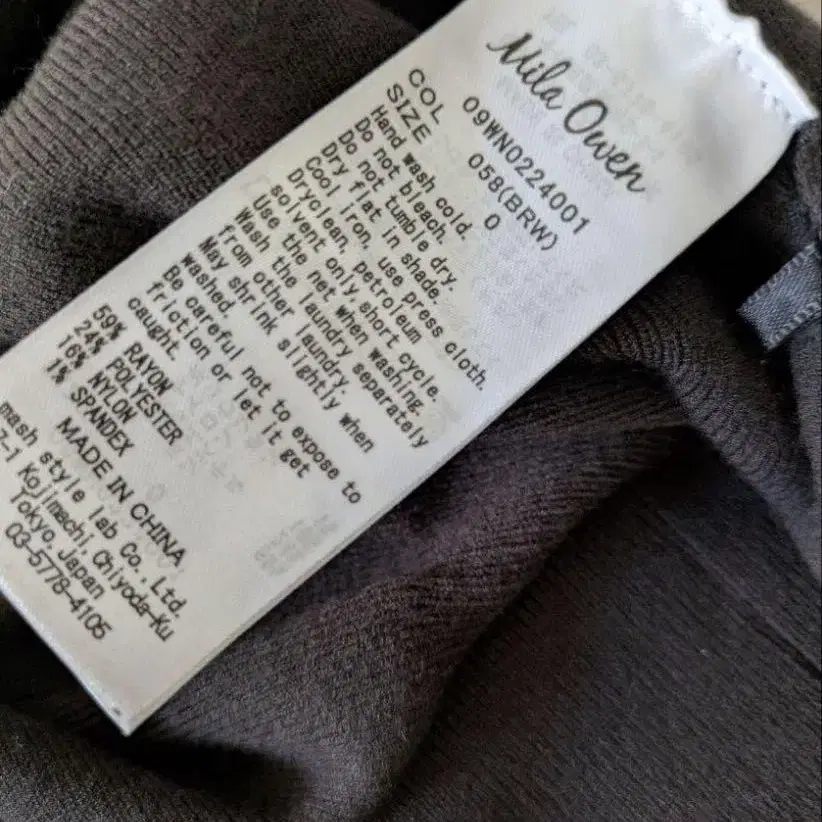 Mila Owen
09WN0224001
COL 058(BRW)
SIZE 0
Hand wash cold.
Do not bleach.
Do not tumble dry.
Dry flat in shade.
Cool iron, use press cloth.
Dryclean, petroleum
solvent only,short cycle.
Use the net when washing.
Wash the laundry separately
from other laundry.
May shrink slightly when
washed.
Be careful not to expose to
friction or let it get
caught.
59% RAYON
24% POLYESTER
16% NYLON
1% SPANDEX
MADE IN CHINA
mash style lab Co., Ltd.
Kojimachi, Chiyoda-Ku
Tokyo, Japan
03-5778-4105